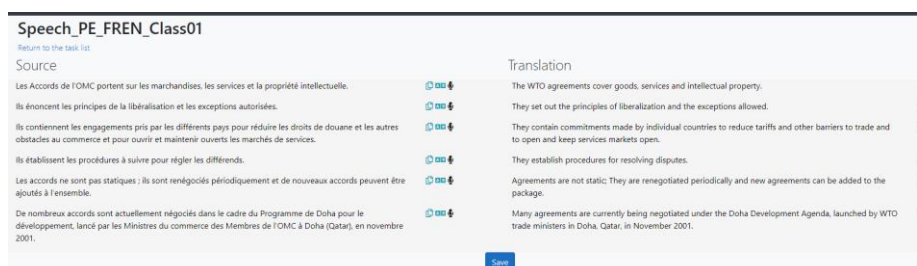 Speech_PE_FREN_Class01
Return to the task list
Source
Translation
Les Accords de l'OMC portent sur les marchandises, les services et la propriété intellectuelle.
The WTO agreements cover goods, services and intellectual property.
Ils énoncent les principes de la libéralisation et les exceptions autorisées.
They set out the principles of liberalization and the exceptions allowed.
Ils contiennent les engagements pris par les différents pays pour réduire les droits de douane et les autres
obstacles au commerce et pour ouvrir et maintenir ouverts les marchés de services.
They contain commitments made by individual countries to reduce tariffs and other barriers to trade and
to open and keep services markets open.
Ils établissent les procédures à suivre pour régler les différends.
They establish procedures for resolving disputes.
Les accords ne sont pas statiques ; ils sont renégociés périodiquement et de nouveaux accords peuvent être
ajoutés à l'ensemble.
Agreements are not static; They are renegotiated periodically and new agreements can be added to the
package.
De nombreux accords sont actuellement négociés dans le cadre du Programme de Doha pour le
développement, lancé par les Ministres du commerce des Membres de l'OMC à Doha (Qatar), en novembre
2001.
Many agreements are currently being negotiated under the Doha Development Agenda, launched by WTO
trade ministers in Doha, Qatar, in November 2001.
Save